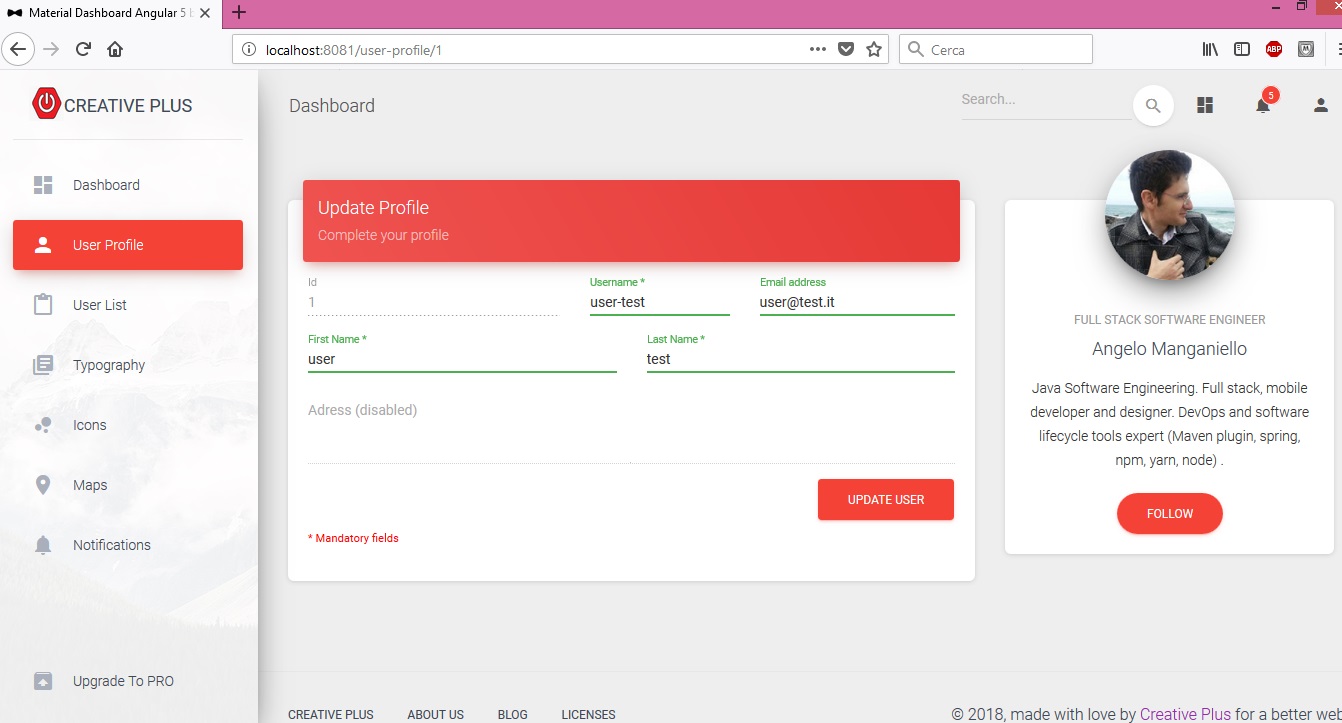 Material Dashboard Angular 5 b
localhost:8081/user-profile/1
Cerca
ABP
CREATIVE PLUS
Dashboard
Search...
5
Dashboard
User Profile
User List
Typography
Icons
Maps
Notifications
Upgrade To PRO
Update Profile
Complete your profile
Id
1
Username *
user-test
Email address
user@test.it
First Name *
user
Last Name *
test
Adress (disabled)
UPDATE USER
* Mandatory fields
FULL STACK SOFTWARE ENGINEER
Angelo Manganiello
Java Software Engineering. Full stack, mobile
developer and designer. DevOps and software
lifecycle tools expert (Maven plugin, spring,
npm, yarn, node) .
FOLLOW
CREATIVE PLUS
ABOUT US
BLOG
LICENSES
© 2018, made with love by Creative Plus for a better web